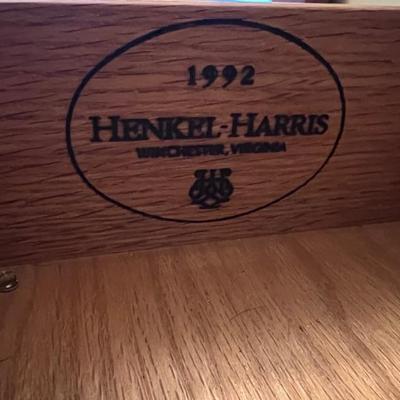 1992
HENKEL-HARRIS
WINCHESTER, VIRGINIA